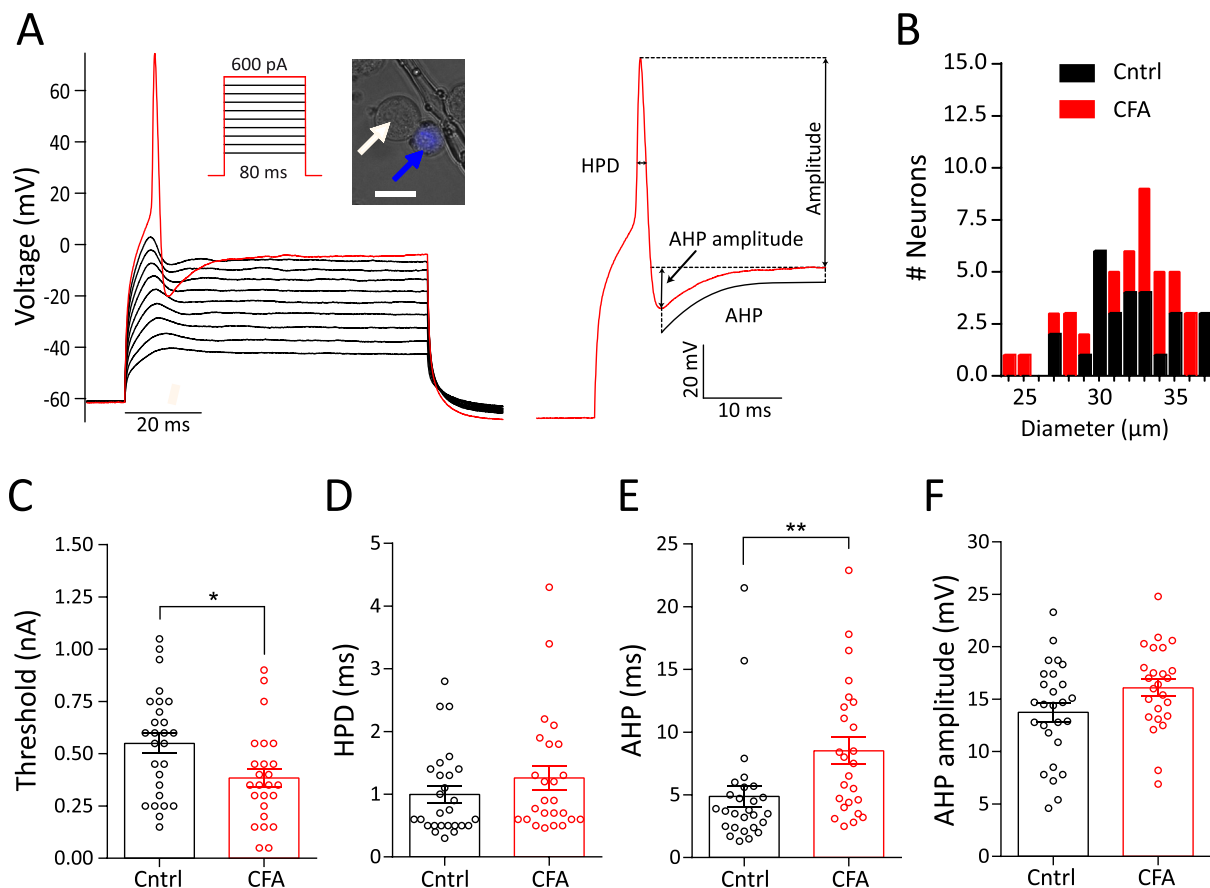 A
B
600 pA
80 ms
60
40
20
0
-20
-40
-60
Voltage (mV)
20 ms
HPD
Amplitude
AHP amplitude
AHP
20 mV
10 ms
Cntrl
CFA
15.0
12.5
10.0
7.5
5.0
2.5
0.0
# Neurons
25
30
35
Diameter (μm)
C
D
E
F
1.50
1.25
1.00
0.75
0.50
0.25
0.00
Threshold (nA)
*
Cntrl
CFA
5
4
3
2
1
0
HPD (ms)
Cntrl
CFA
25
20
15
10
5
0
AHP (ms)
**
Cntrl
CFA
30
25
20
15
10
5
0
AHP amplitude (mV)
Cntrl
CFA